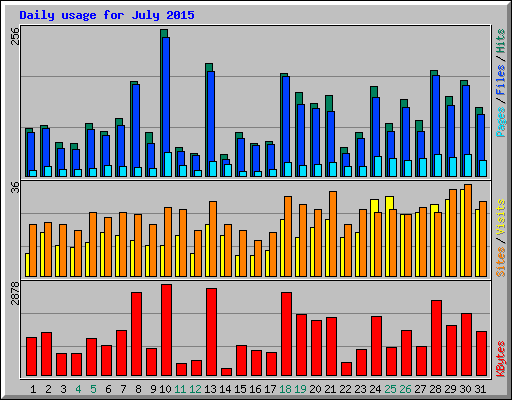 Daily usage for July 2015
256
Pages / Files / Hits
36
Sites / Visits
2878
KBytes
1 2 3 4 5 6 7 8 9 10 11 12 13 14 15 16 17 18 19 20 21 22 23 24 25 26 27 28 29 30 31